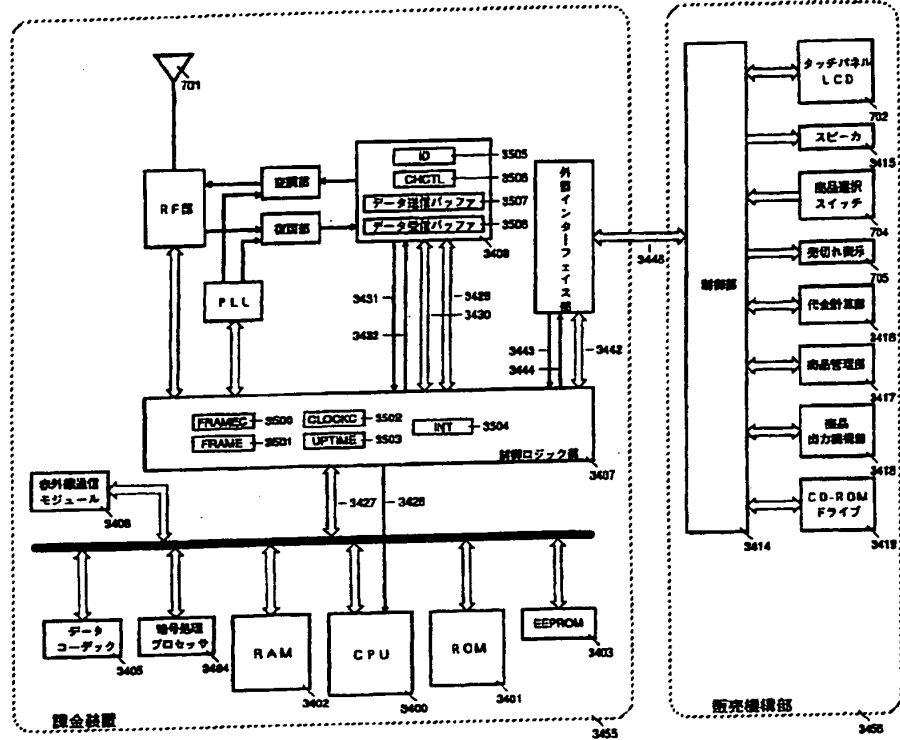 701
RF部
変調部
復調部
PLL
ID
3505
CHCTL
3506
データ送信バッファ
3507
データ受信バッファ
3508
3408
外部インターフェイス部
3431
3432
3429
3430
3443
3444
3442
3445
FRAMEC
3500
FRAME
3501
CLOCKC
3502
UPTIME
3503
INT
3504
制御ロジック部
3407
赤外線通信
モジュール
3406
3427
3428
データ
コーデック
3405
暗号処理
プロセッサ
3404
RAM
3402
CPU
3400
ROM
3401
EEPROM
3403
課金装置
3455
制御部
3414
タッチパネル
LCD
702
スピーカ
3415
商品選択
スイッチ
704
売切れ表示
705
代金計算部
3416
商品管理部
3417
商品
出力機構部
3418
CD-ROM
ドライブ
3419
販売機構部
3456